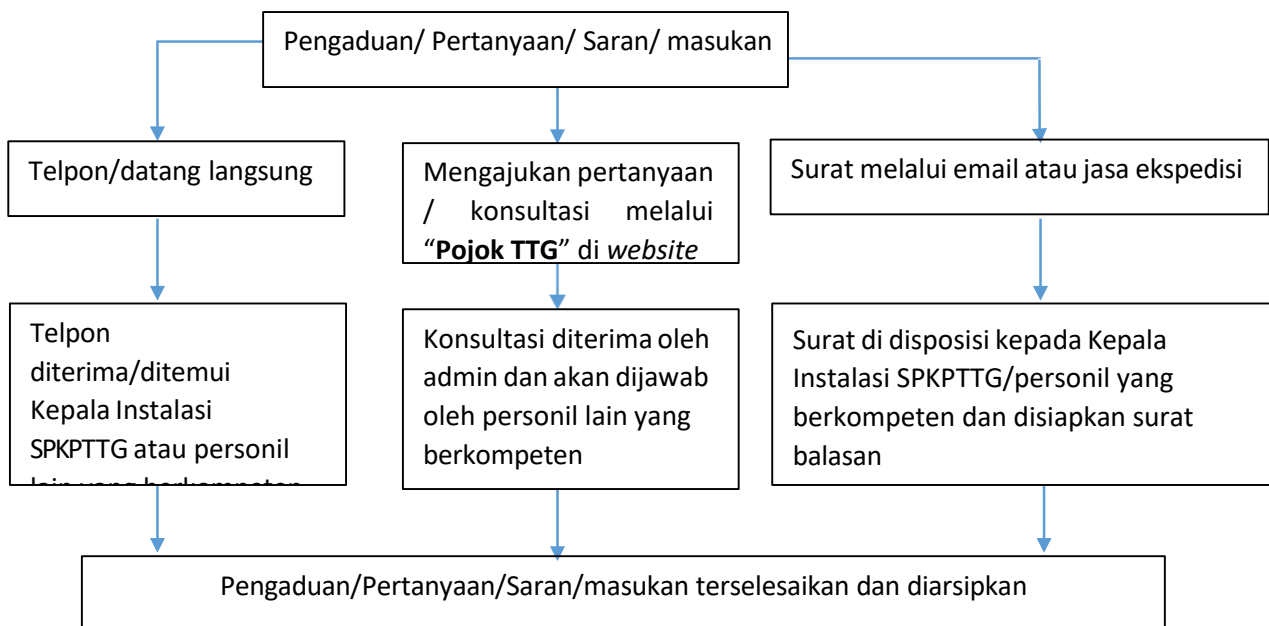 Pengaduan/ Pertanyaan/ Saran/ masukan
Telpon/datang langsung
Mengajukan pertanyaan
/ konsultasi melalui
“Pojok TTG” di website
Surat melalui email atau jasa ekspedisi
Telpon
diterima/ditemui
Kepala Instalasi
SPKPTTG atau personil
lain yang berkompeten
Konsultasi diterima oleh
admin dan akan dijawab
oleh personil lain yang
berkompeten
Surat di disposisi kepada Kepala
Instalasi SPKPTTG/personil yang
berkompeten dan disiapkan surat
balasan
Pengaduan/Pertanyaan/Saran/masukan terselesaikan dan diarsipkan